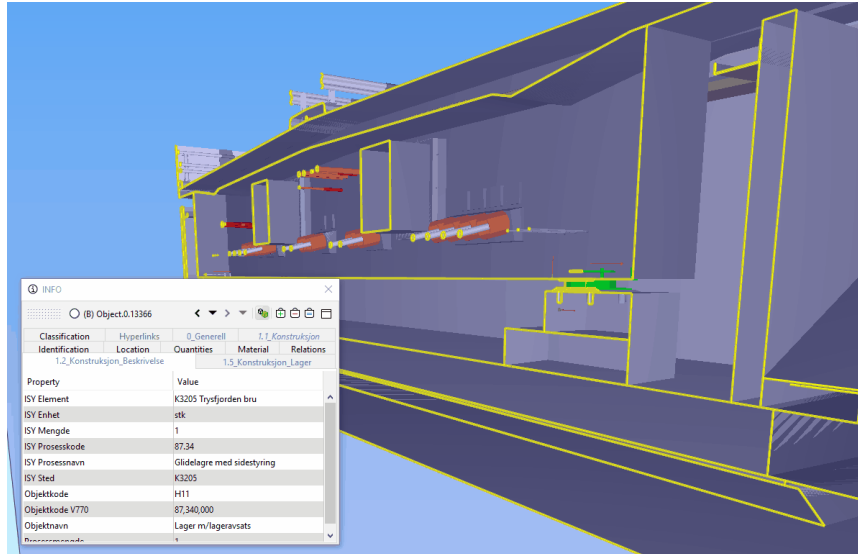 INFO
(B) Object.0.13366
Classification Hyperlinks 0_Generell 1.1_Konstruksjon
Identification Location Quantities Material Relations
1.2_Konstruksjon_Beskrivelse 1.5_Konstruksjon_Lager
Property Value
ISY Element K3205 Trysfjorden bru
ISY Enhet stk
ISY Mengde 1
ISY Prosesskode 87.34
ISY Prosessnavn Glidelagre med sidestyring
ISY Sted K3205
Objektkode H11
Objektkode V770 87,340,000
Objektnavn Lager m/lageravsats
Prosessmengde 1